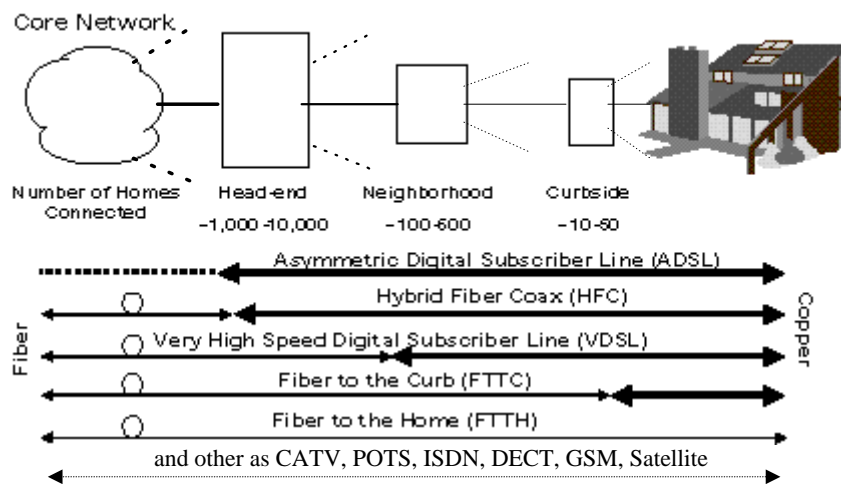 Core Network
Number of Homes Connected
Head-end
~1,000-10,000
Neighborhood
~100-600
Curbside
~10-50
Asymmetric Digital Subscriber Line (ADSL)
Hybrid Fiber Coax (HFC)
Very High Speed Digital Subscriber Line (VDSL)
Fiber to the Curb (FTTC)
Fiber to the Home (FTTH)
Fiber
Copper
and other as CATV, POTS, ISDN, DECT, GSM, Satellite